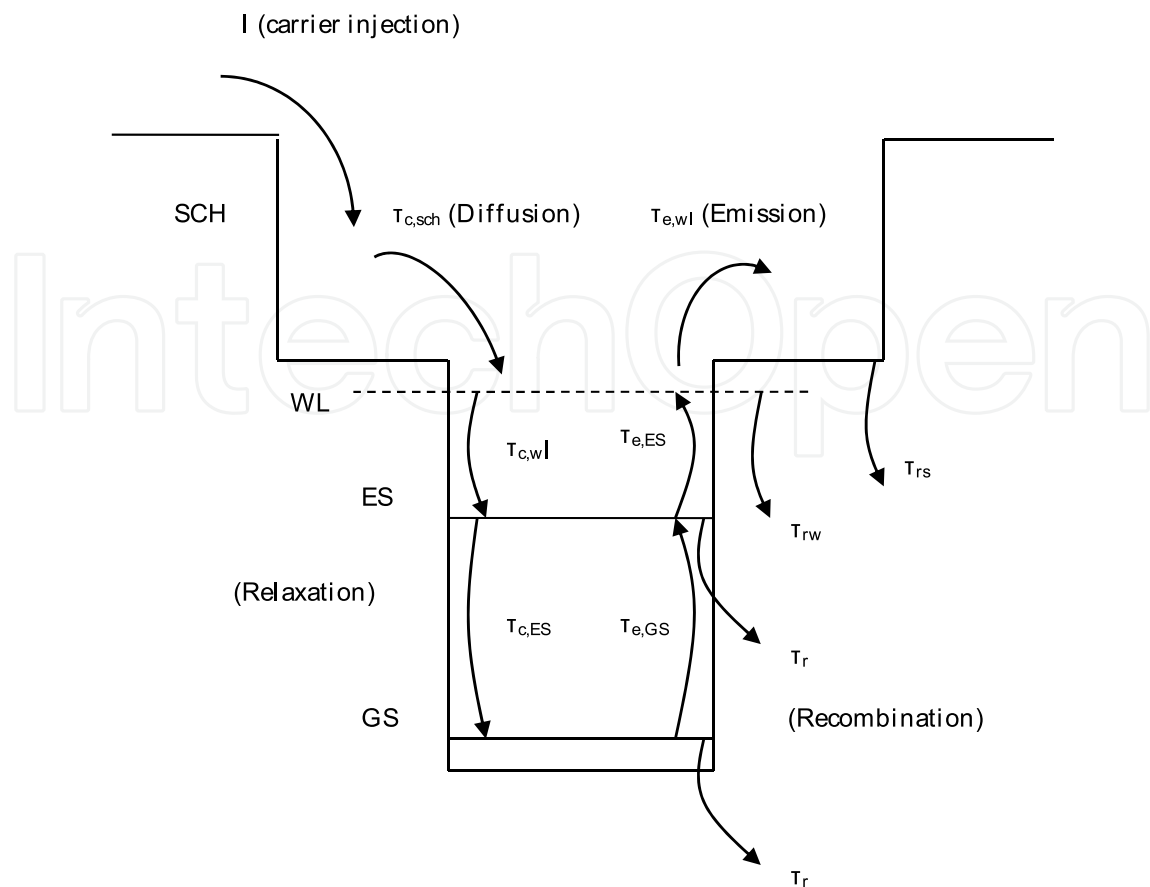 I (carrier injection)
SCH
τc,sch (Diffusion)
τe,wl (Emission)
IntechOpen
WL
τc,wl
τe,ES
τrs
ES
τrw
(Relaxation)
τc,ES
τe,GS
τr
GS
(Recombination)
τr